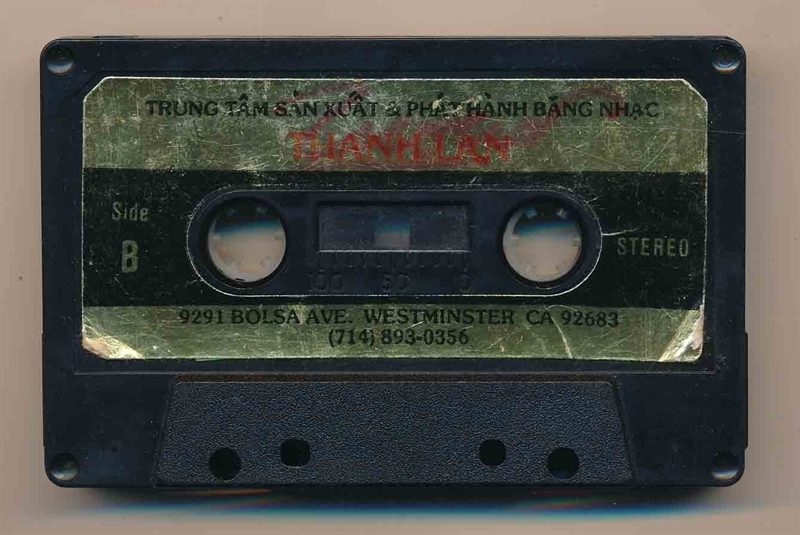 TRUNG TÂM SẢN XUẤT & PHÁT HÀNH BĂNG NHẠC
THANH LAN
Side
B
STEREO
100 50 0
9291 BOLSA AVE. WESTMINSTER CA 92683
(714) 893-0356